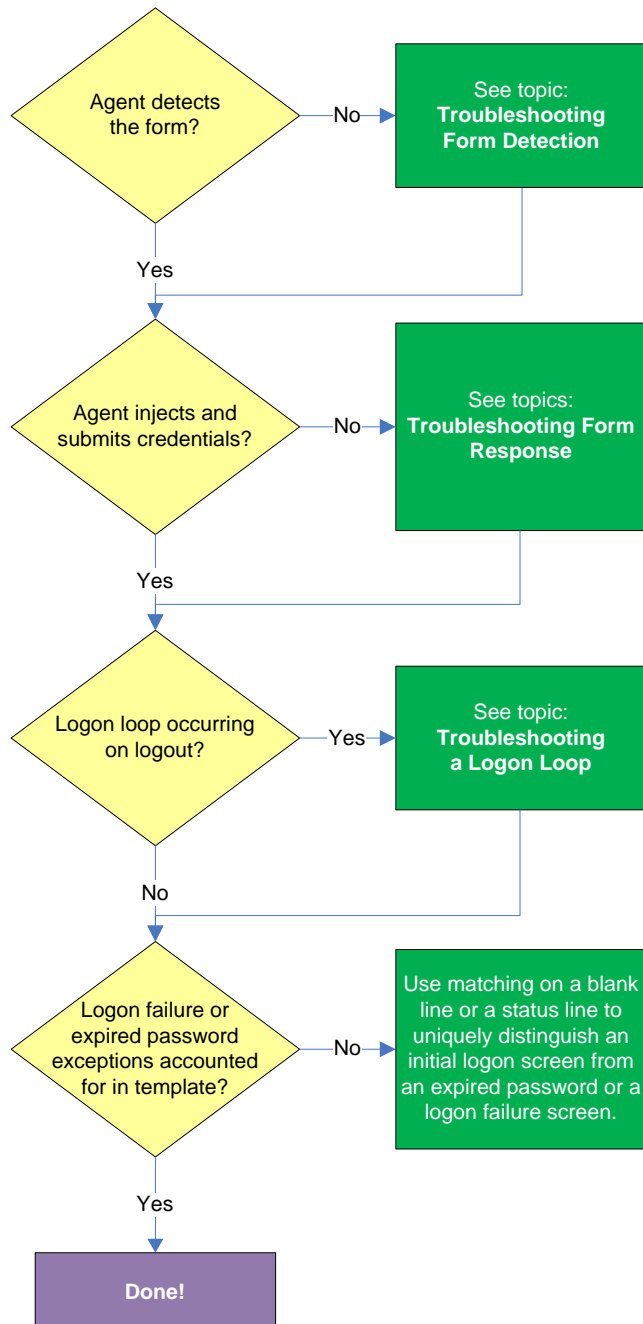 Agent detects
the form?
No
See topic:
Troubleshooting
Form Detection
Yes
Agent injects and
submits credentials?
No
See topics:
Troubleshooting Form
Response
Yes
Logon loop occurring
on logout?
Yes
See topic:
Troubleshooting
a Logon Loop
No
Logon failure or
expired password
exceptions accounted
for in template?
No
Use matching on a blank
line or a status line to
uniquely distinguish an
initial logon screen from
an expired password or a
logon failure screen.
Yes
Done!